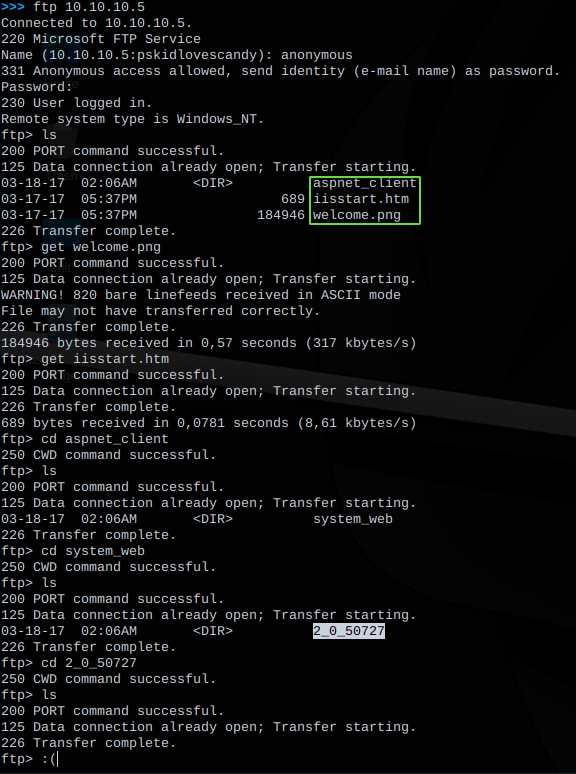 >>> ftp 10.10.10.5
Connected to 10.10.10.5.
220 Microsoft FTP Service
Name (10.10.10.5:pskidlovescandy): anonymous
331 Anonymous access allowed, send identity (e-mail name) as password.
Password:
230 User logged in.
Remote system type is Windows_NT.
ftp> ls
200 PORT command successful.
125 Data connection already open; Transfer starting.
03-18-17  02:06AM       <DIR>          aspnet_client
03-17-17  05:37PM                  689 iisstart.htm
03-17-17  05:37PM               184946 welcome.png
226 Transfer complete.
ftp> get welcome.png
200 PORT command successful.
125 Data connection already open; Transfer starting.
WARNING! 820 bare linefeeds received in ASCII mode
File may not have transferred correctly.
226 Transfer complete.
184946 bytes received in 0,57 seconds (317 kbytes/s)
ftp> get iisstart.htm
200 PORT command successful.
125 Data connection already open; Transfer starting.
226 Transfer complete.
689 bytes received in 0,0781 seconds (8,61 kbytes/s)
ftp> cd aspnet_client
250 CWD command successful.
ftp> ls
200 PORT command successful.
125 Data connection already open; Transfer starting.
03-18-17  02:06AM       <DIR>          system_web
226 Transfer complete.
ftp> cd system_web
250 CWD command successful.
ftp> ls
200 PORT command successful.
125 Data connection already open; Transfer starting.
03-18-17  02:06AM       <DIR>          2_0_50727
226 Transfer complete.
ftp> cd 2_0_50727
250 CWD command successful.
ftp> ls
200 PORT command successful.
125 Data connection already open; Transfer starting.
226 Transfer complete.
ftp> :(